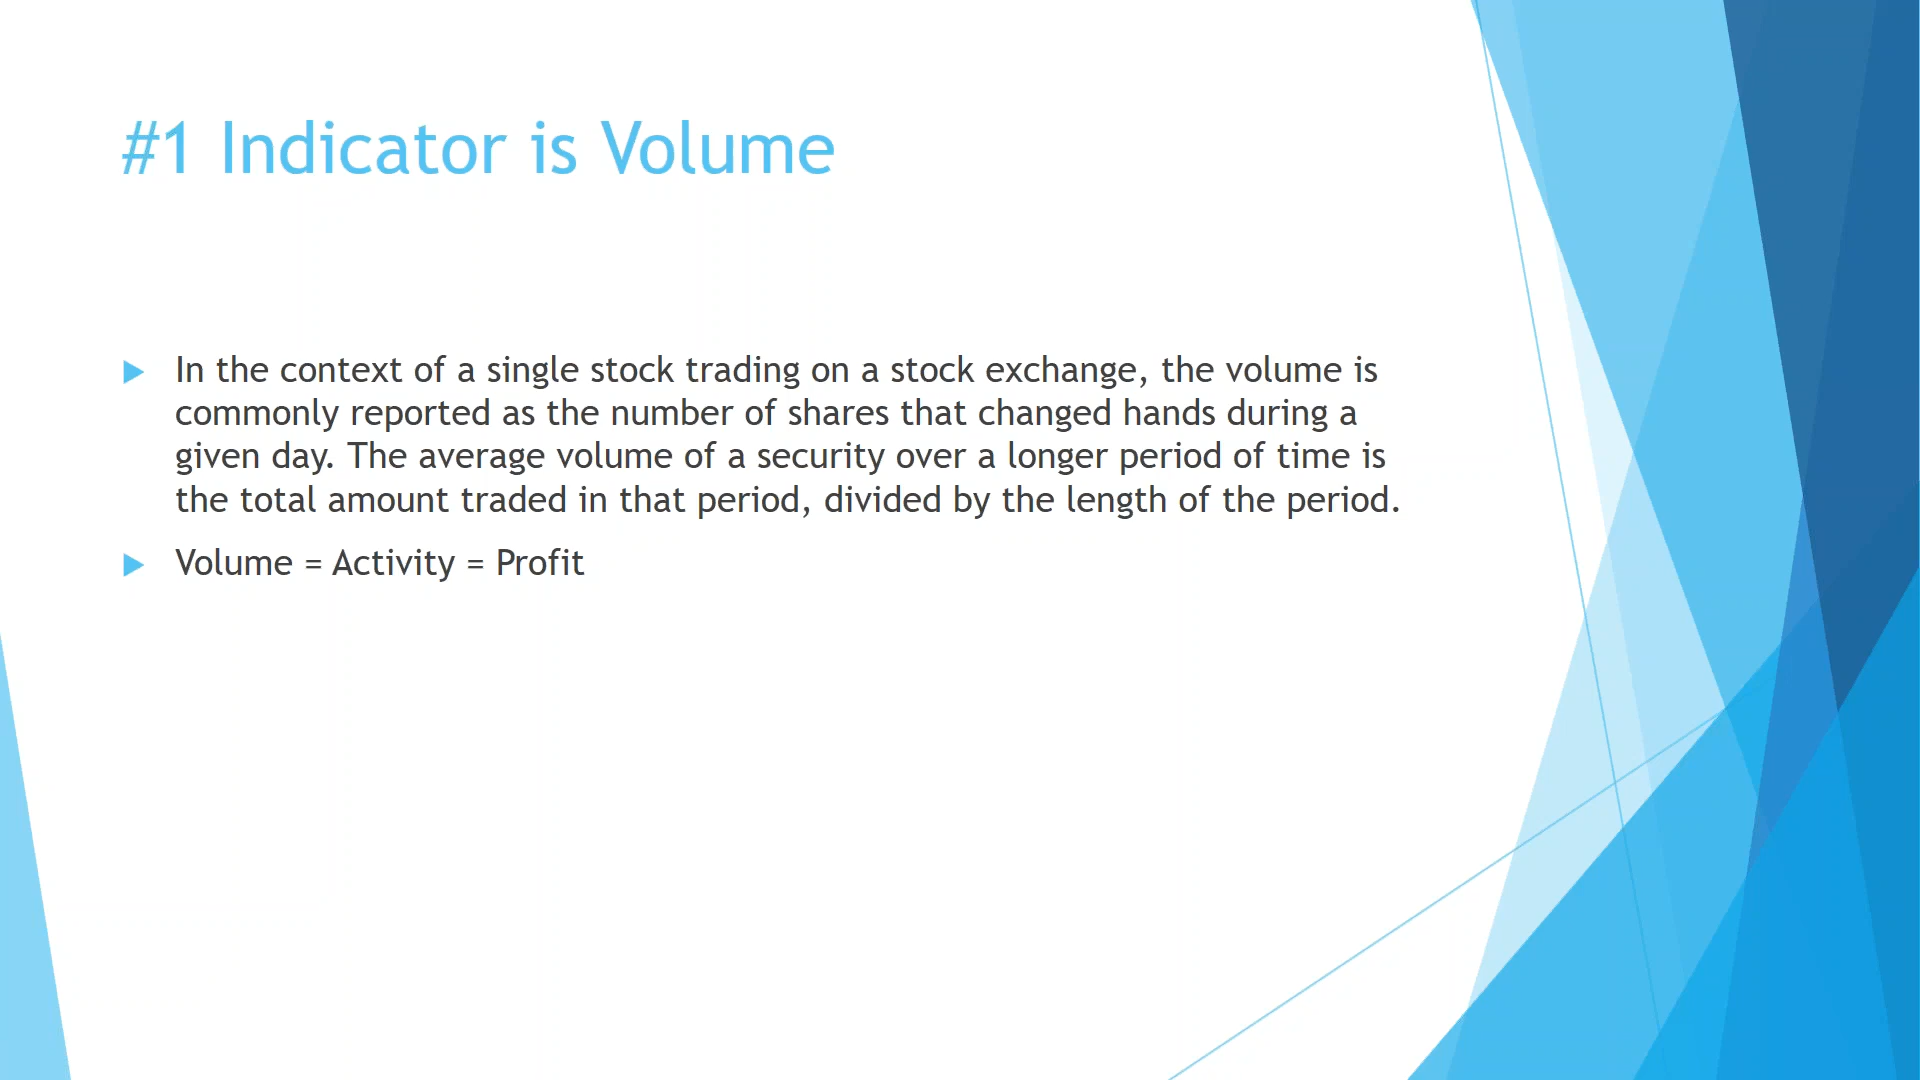 #1 Indicator is Volume
In the context of a single stock trading on a stock exchange, the volume is
commonly reported as the number of shares that changed hands during a
given day. The average volume of a security over a longer period of time is
the total amount traded in that period, divided by the length of the period.
Volume = Activity = Profit